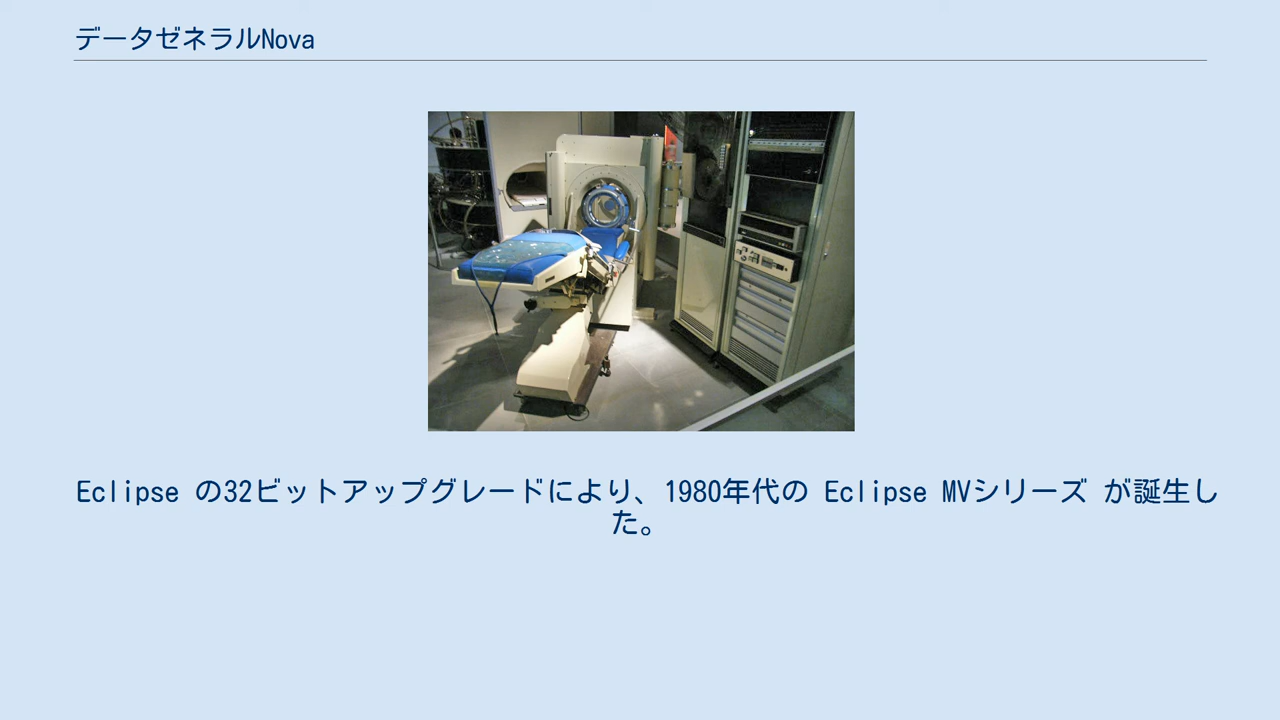 データゼネラルNova
Eclipse の32ビットアップグレードにより、1980年代の Eclipse MVシリーズ が誕生し
た。